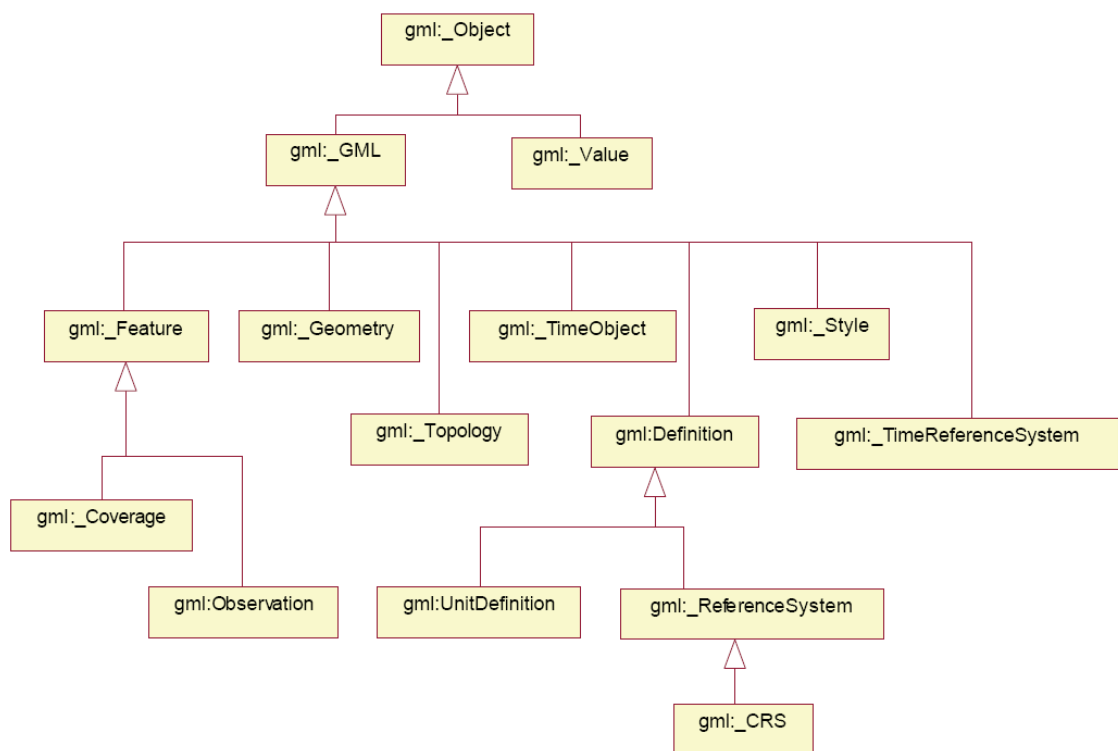 gml:_Object
gml:_GML
gml:_Value
gml:_Feature
gml:_Geometry
gml:_TimeObject
gml:_Style
gml:_Topology
gml:Definition
gml:_TimeReferenceSystem
gml:_Coverage
gml:Observation
gml:UnitDefinition
gml:_ReferenceSystem
gml:_CRS